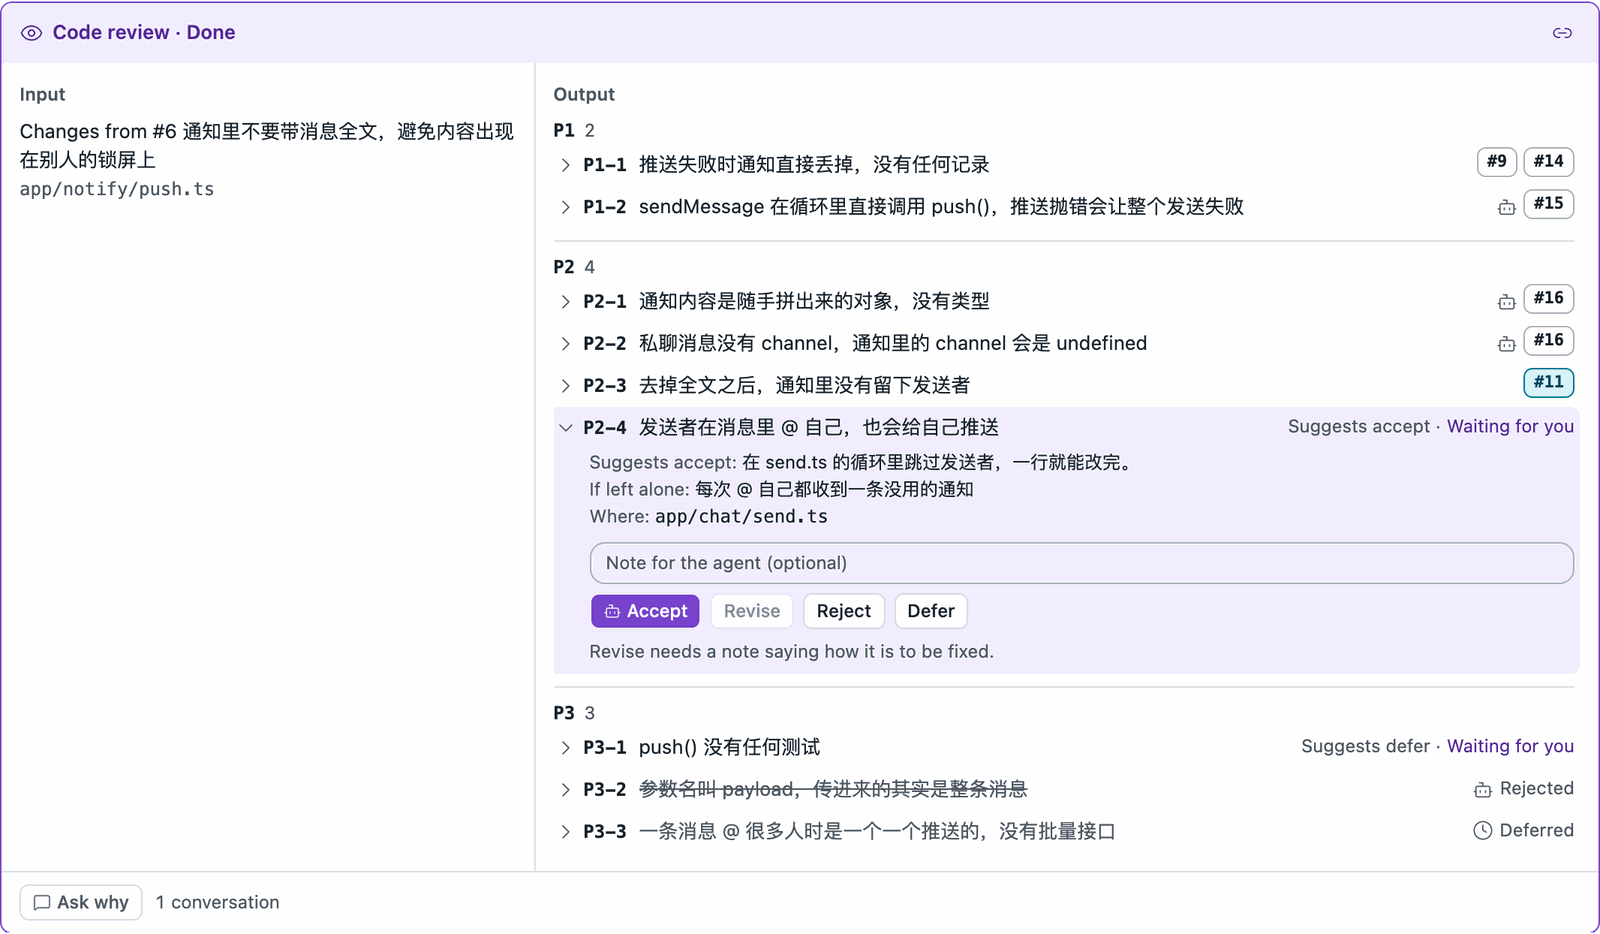 Code review · Done
Input
Changes from #6 通知里不要带消息全文，避免内容出现
在别人的锁屏上
app/notify/push.ts
Output
P1 2
P1-1 推送失败时通知直接丢掉，没有任何记录 #9 #14
P1-2 sendMessage 在循环里直接调用 push()，推送抛错会让整个发送失败 #15
P2 4
P2-1 通知内容是随手拼出来的对象，没有类型 #16
P2-2 私聊消息没有 channel，通知里的 channel 会是 undefined #16
P2-3 去掉全文之后，通知里没有留下发送者 #11
P2-4 发送者在消息里 @ 自己，也会给自己推送 Suggests accept · Waiting for you
Suggests accept: 在 send.ts 的循环里跳过发送者，一行就能改完。
If left alone: 每次 @ 自己都收到一条没用的通知
Where: app/chat/send.ts
Note for the agent (optional)
Accept Revise Reject Defer
Revise needs a note saying how it is to be fixed.
P3 3
P3-1 push() 没有任何测试 Suggests defer · Waiting for you
P3-2 参数名叫 payload，传进来的其实是整条消息 Rejected
P3-3 一条消息 @ 很多人时是一个一个推送的，没有批量接口 Deferred
Ask why 1 conversation